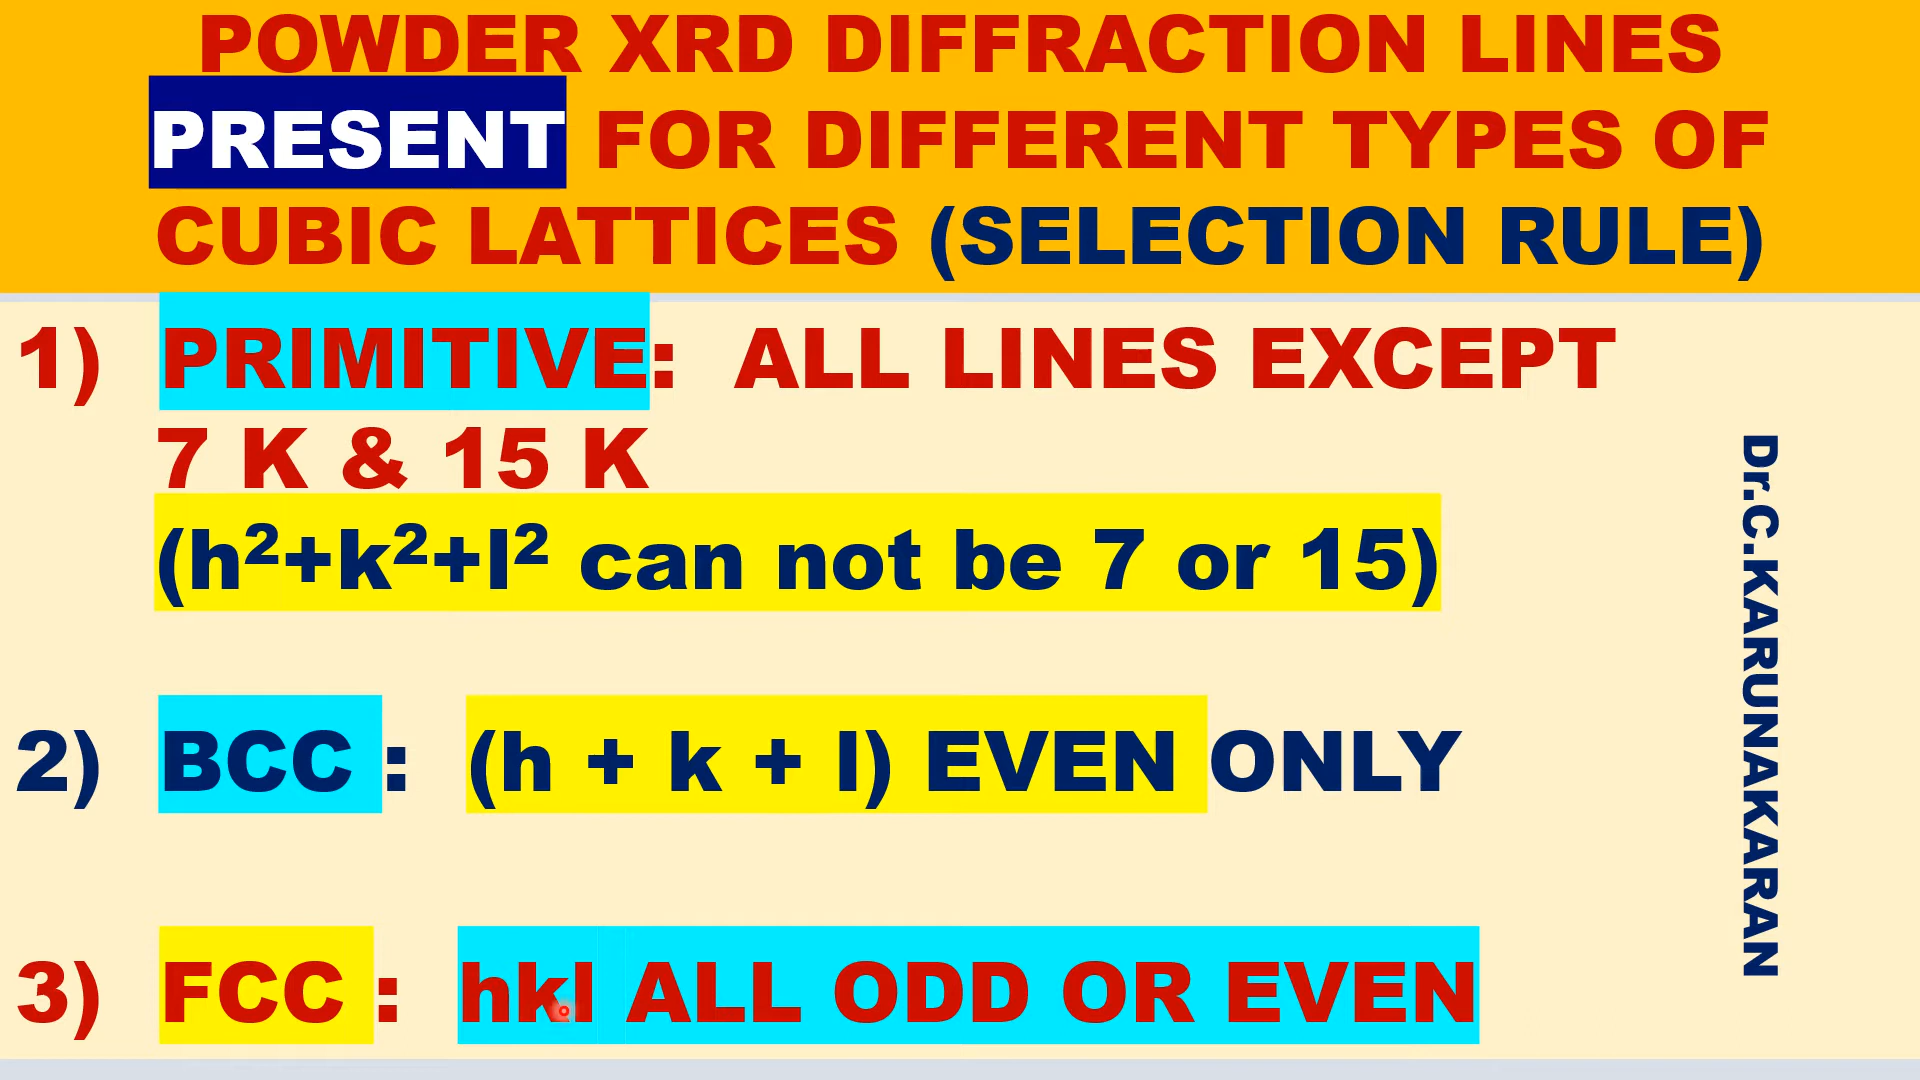 POWDER XRD DIFFRACTION LINES
PRESENT FOR DIFFERENT TYPES OF
CUBIC LATTICES (SELECTION RULE)
1) PRIMITIVE: ALL LINES EXCEPT
7 K & 15 K
(h²+k²+l² can not be 7 or 15)
2) BCC : (h + k + l) EVEN ONLY
3) FCC : hkl ALL ODD OR EVEN
Dr.C.KARUNAKARAN